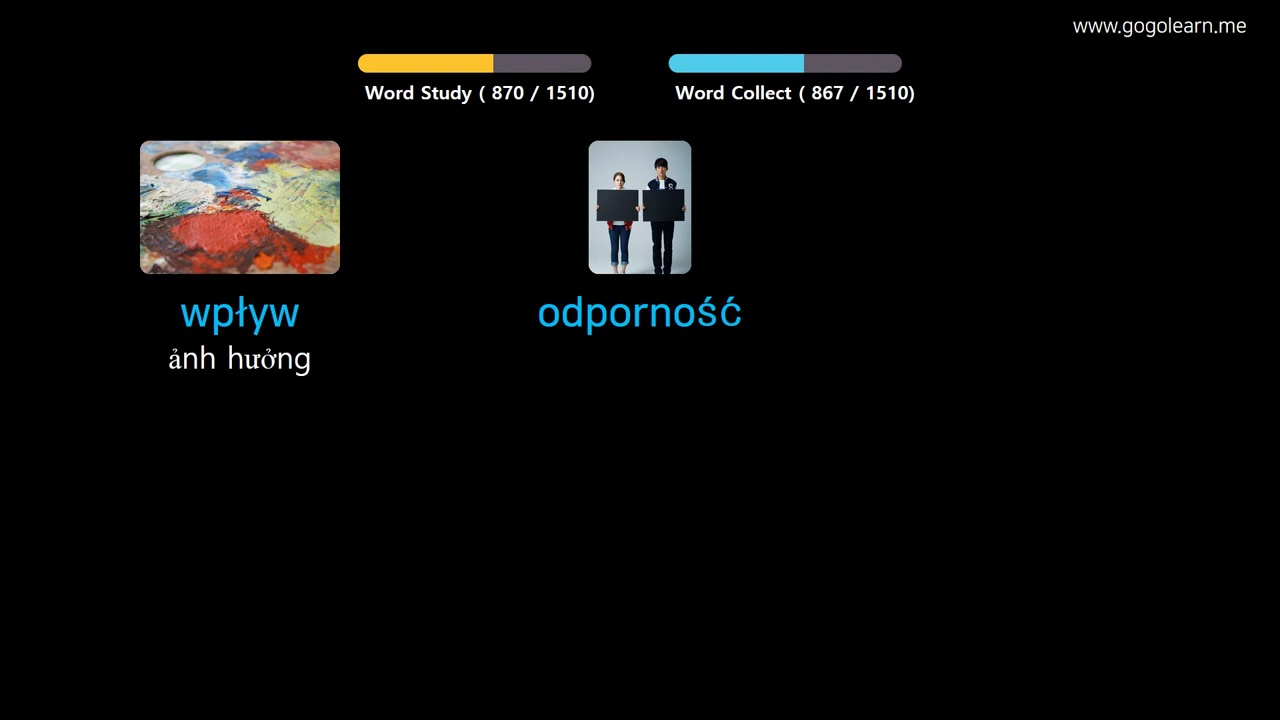 www.gogolearn.me
Word Study ( 870 / 1510)
Word Collect ( 867 / 1510)
wpływ
ảnh hưởng
odporność